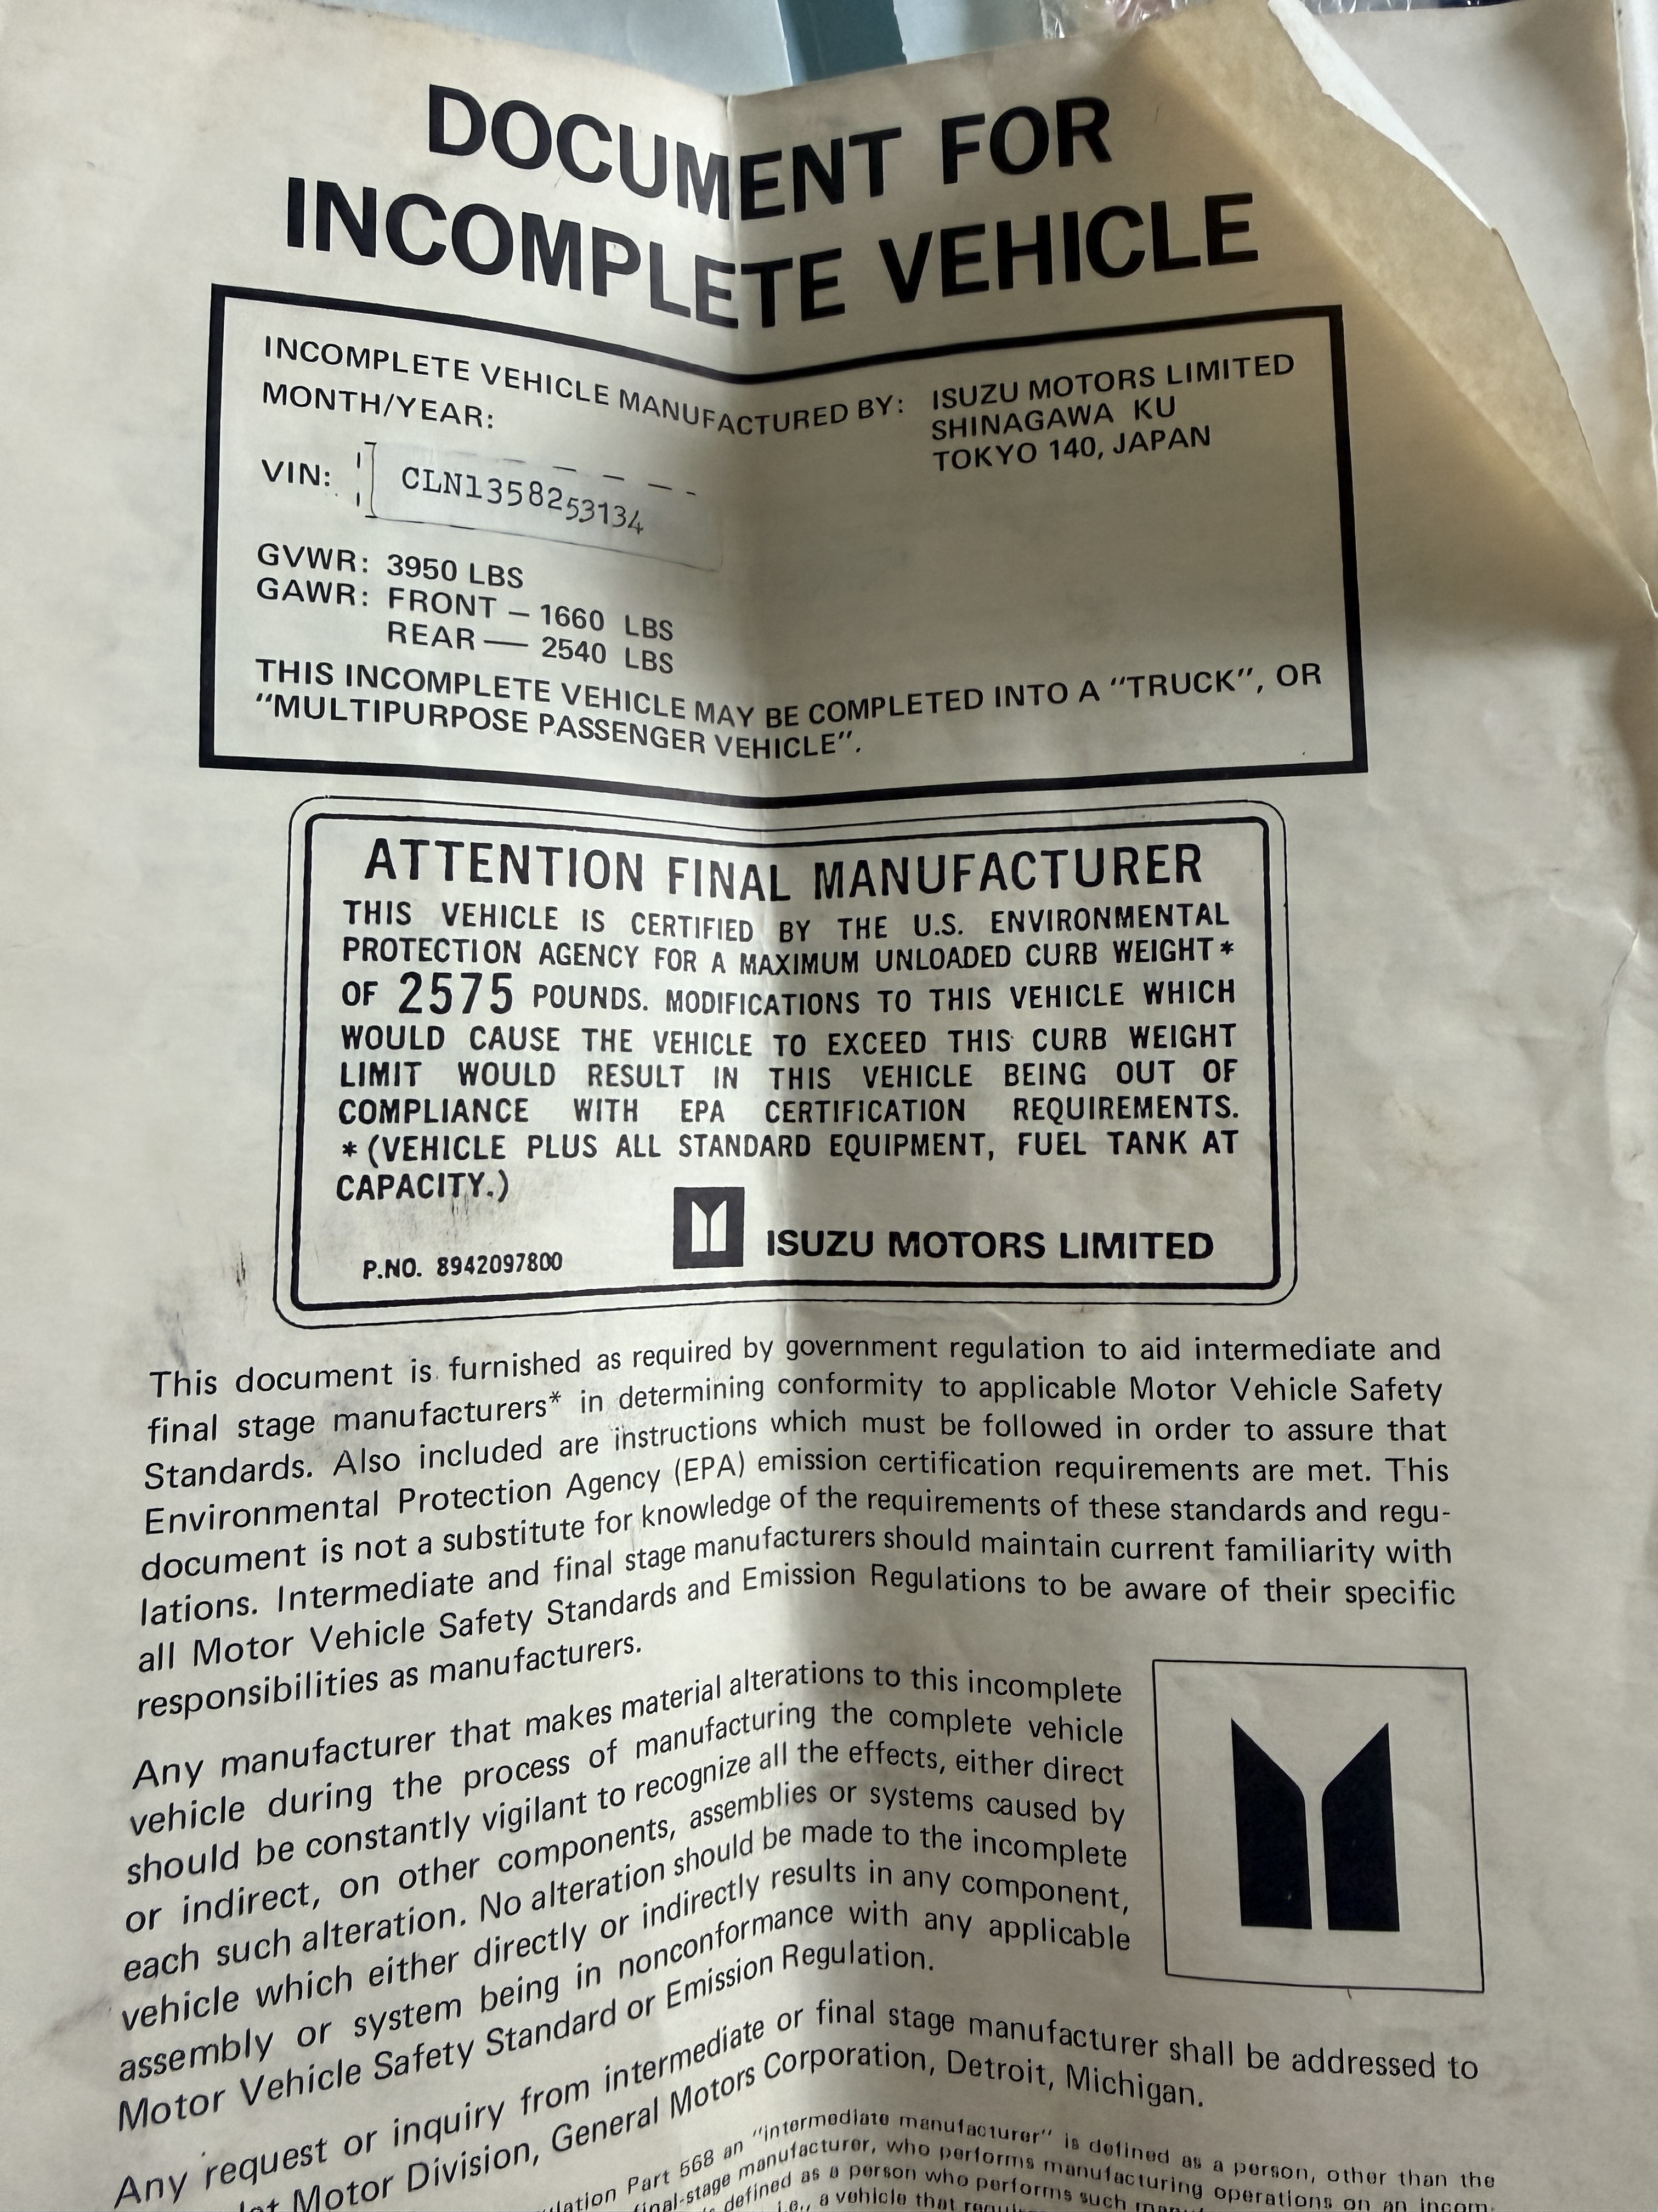 DOCUMENT FOR
INCOMPLETE VEHICLE
INCOMPLETE VEHICLE MANUFACTURED BY: ISUZU MOTORS LIMITED
MONTH/YEAR: SHINAGAWA KU
TOKYO 140, JAPAN
VIN: CLN1358253134
GVWR: 3950 LBS
GAWR: FRONT — 1660 LBS
REAR — 2540 LBS
THIS INCOMPLETE VEHICLE MAY BE COMPLETED INTO A "TRUCK", OR
"MULTIPURPOSE PASSENGER VEHICLE".
ATTENTION FINAL MANUFACTURER
THIS VEHICLE IS CERTIFIED BY THE U.S. ENVIRONMENTAL
PROTECTION AGENCY FOR A MAXIMUM UNLOADED CURB WEIGHT*
OF 2575 POUNDS. MODIFICATIONS TO THIS VEHICLE WHICH
WOULD CAUSE THE VEHICLE TO EXCEED THIS CURB WEIGHT
LIMIT WOULD RESULT IN THIS VEHICLE BEING OUT OF
COMPLIANCE WITH EPA CERTIFICATION REQUIREMENTS.
*(VEHICLE PLUS ALL STANDARD EQUIPMENT, FUEL TANK AT
CAPACITY.)
P.NO. 8942097800 ISUZU MOTORS LIMITED
This document is furnished as required by government regulation to aid intermediate and
final stage manufacturers* in determining conformity to applicable Motor Vehicle Safety
Standards. Also included are instructions which must be followed in order to assure that
Environmental Protection Agency (EPA) emission certification requirements are met. This
document is not a substitute for knowledge of the requirements of these standards and regu-
lations. Intermediate and final stage manufacturers should maintain current familiarity with
all Motor Vehicle Safety Standards and Emission Regulations to be aware of their specific
responsibilities as manufacturers.
Any manufacturer that makes material alterations to this incomplete
vehicle during the process of manufacturing the complete vehicle
should be constantly vigilant to recognize all the effects, either direct
or indirect, on other components, assemblies or systems caused by
each such alteration. No alteration should be made to the incomplete
vehicle which either directly or indirectly results in any component,
assembly or system being in nonconformance with any applicable
Motor Vehicle Safety Standard or Emission Regulation.
Any request or inquiry from intermediate or final stage manufacturer shall be addressed to
Motor Division, General Motors Corporation, Detroit, Michigan.
Part 568 an "intermediate manufacturer" is defined as a person, other than the
manufacturer, who performs manufacturing operations on an incom-
defined as a person who performs such
i.e., a vehicle that